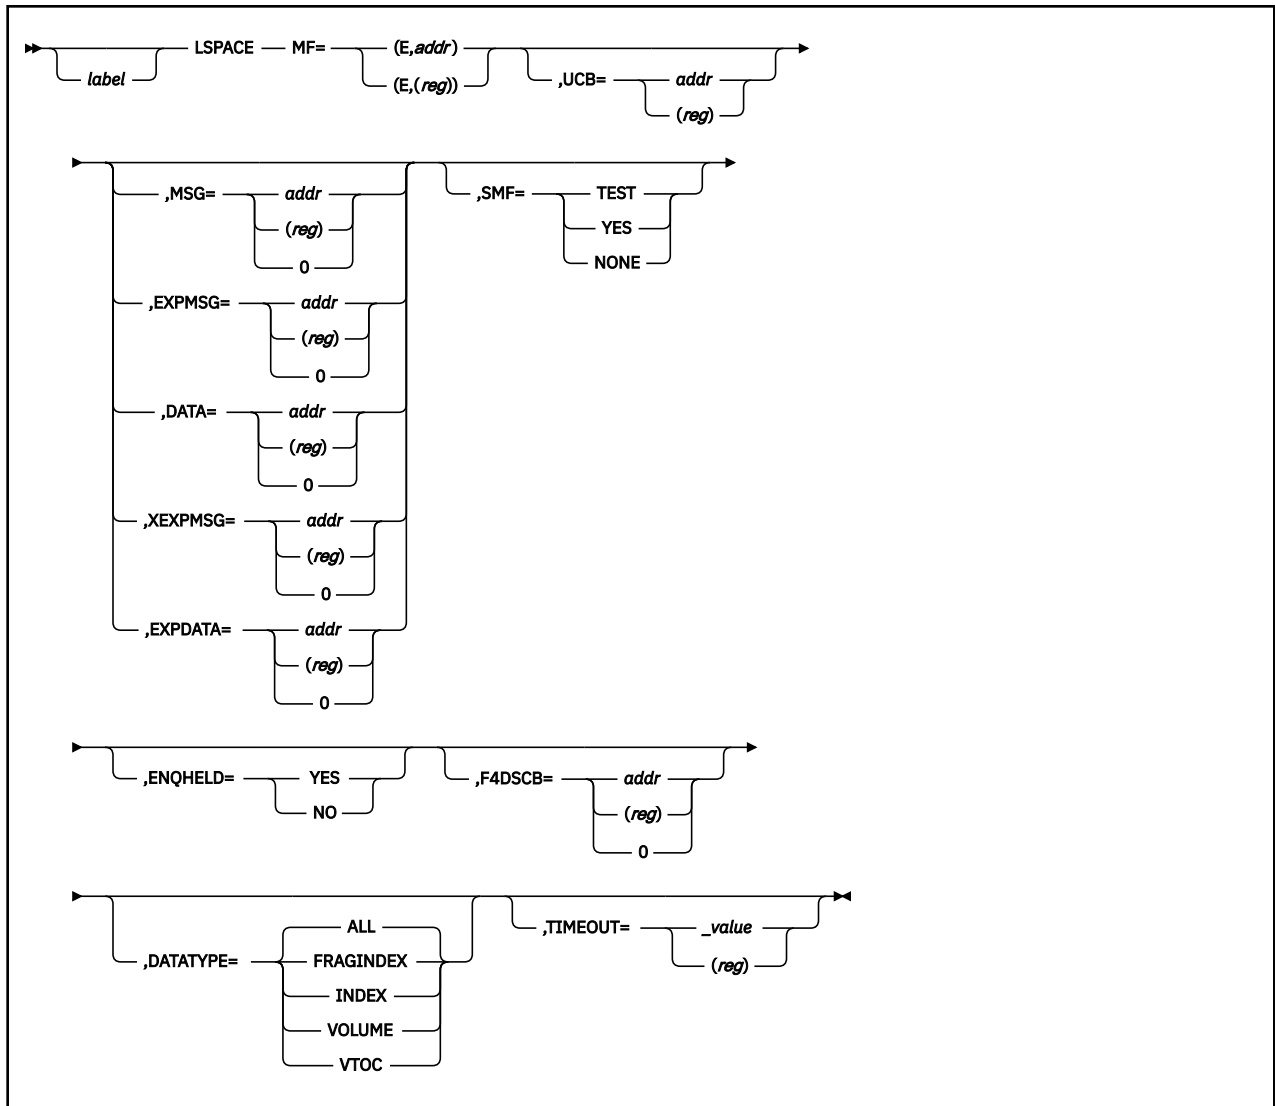 LSPACE MF= (E,addr)
label
(E,(reg))
,UCB= addr
(reg)
,MSG= addr
(reg)
0
,SMF= TEST
YES
NONE
,EXPMSG= addr
(reg)
0
,DATA= addr
(reg)
0
,XEXPMSG= addr
(reg)
0
,EXPDATA= addr
(reg)
0
,ENQHELD= YES
NO
,F4DSCB= addr
(reg)
0
ALL
,DATATYPE= FRAGINDEX
INDEX
VOLUME
VTOC
,TIMEOUT= _value
(reg)